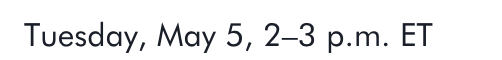 Tuesday, May 5, 2–3 p.m. ET